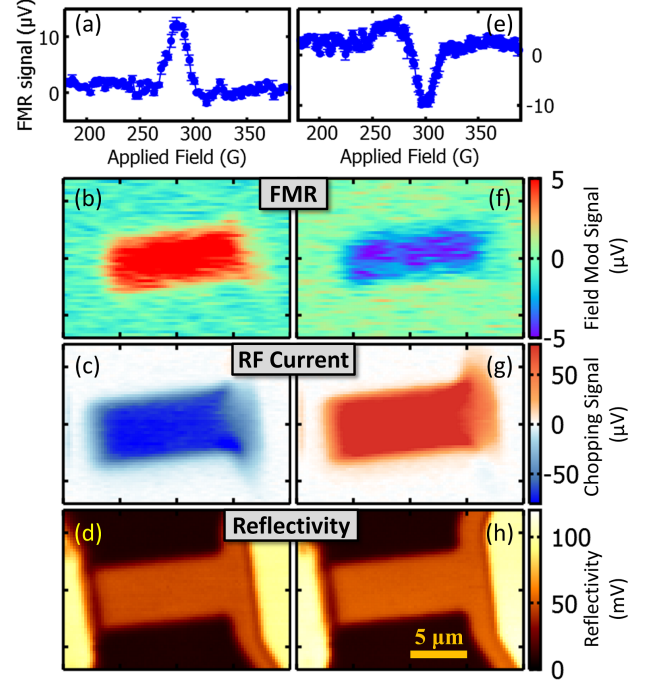 (a)
(e)
FMR signal (µV)
10
0
0
-10
200 250 300 350
200 250 300 350
Applied Field (G)
Applied Field (G)
(b)
FMR
(f)
5
0
-5
Field Mod Signal
(µV)
(c)
RF Current
(g)
50
0
-50
Chopping Signal
(µV)
(d)
Reflectivity
(h)
100
50
0
Reflectivity
(mV)
5 µm